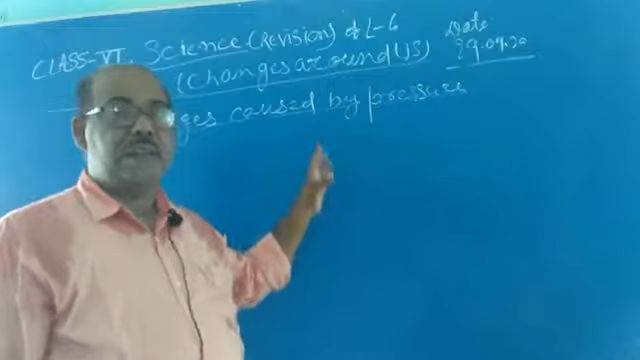 CLASS-VI. Science (Revision) of L-6
(Changes around US)
Date:
29.09.20
ges caused by pressure